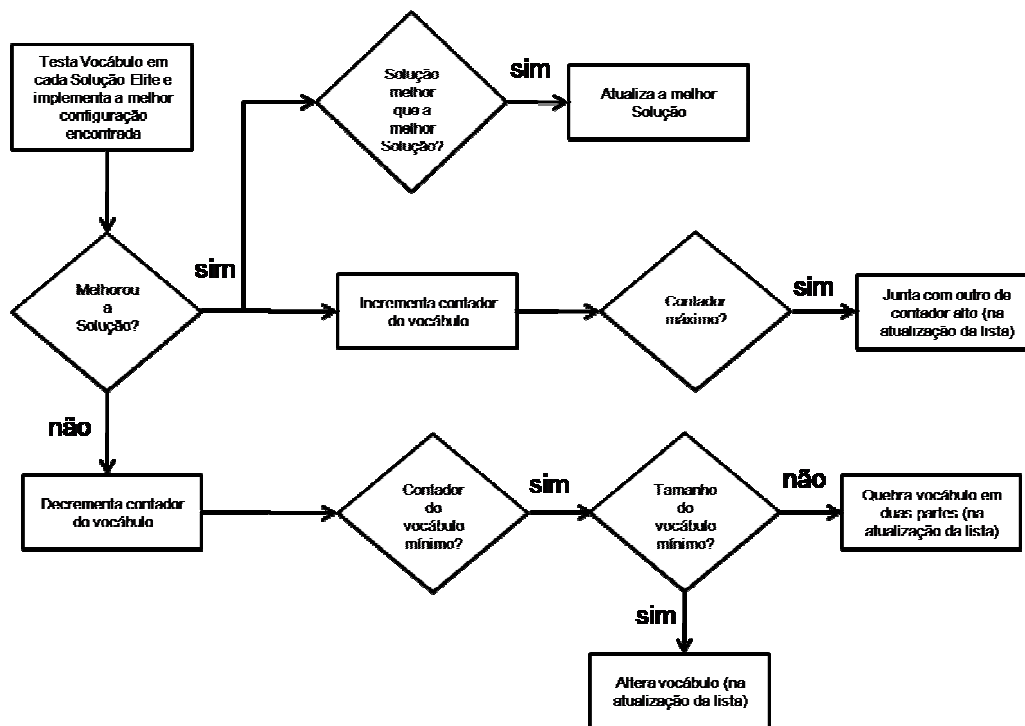 Testa Vocábulo em
cada Solução Elite e
implementa a melhor
configuração
encontrada
Solução
melhor
que a
melhor
Solução?
sim
Atualiza a melhor
Solução
Melhorou
a
Solução?
sim
Incrementa contador
do vocábulo
Contador
máximo?
sim
Junta com outro de
contador alto (na
atualização da lista)
não
Decrementa contador
do vocábulo
Contador
do
vocábulo
mínimo?
sim
Tamanho
do
vocábulo
mínimo?
não
Quebra vocábulo em
duas partes (na
atualização da lista)
sim
Altera vocábulo (na
atualização da lista)